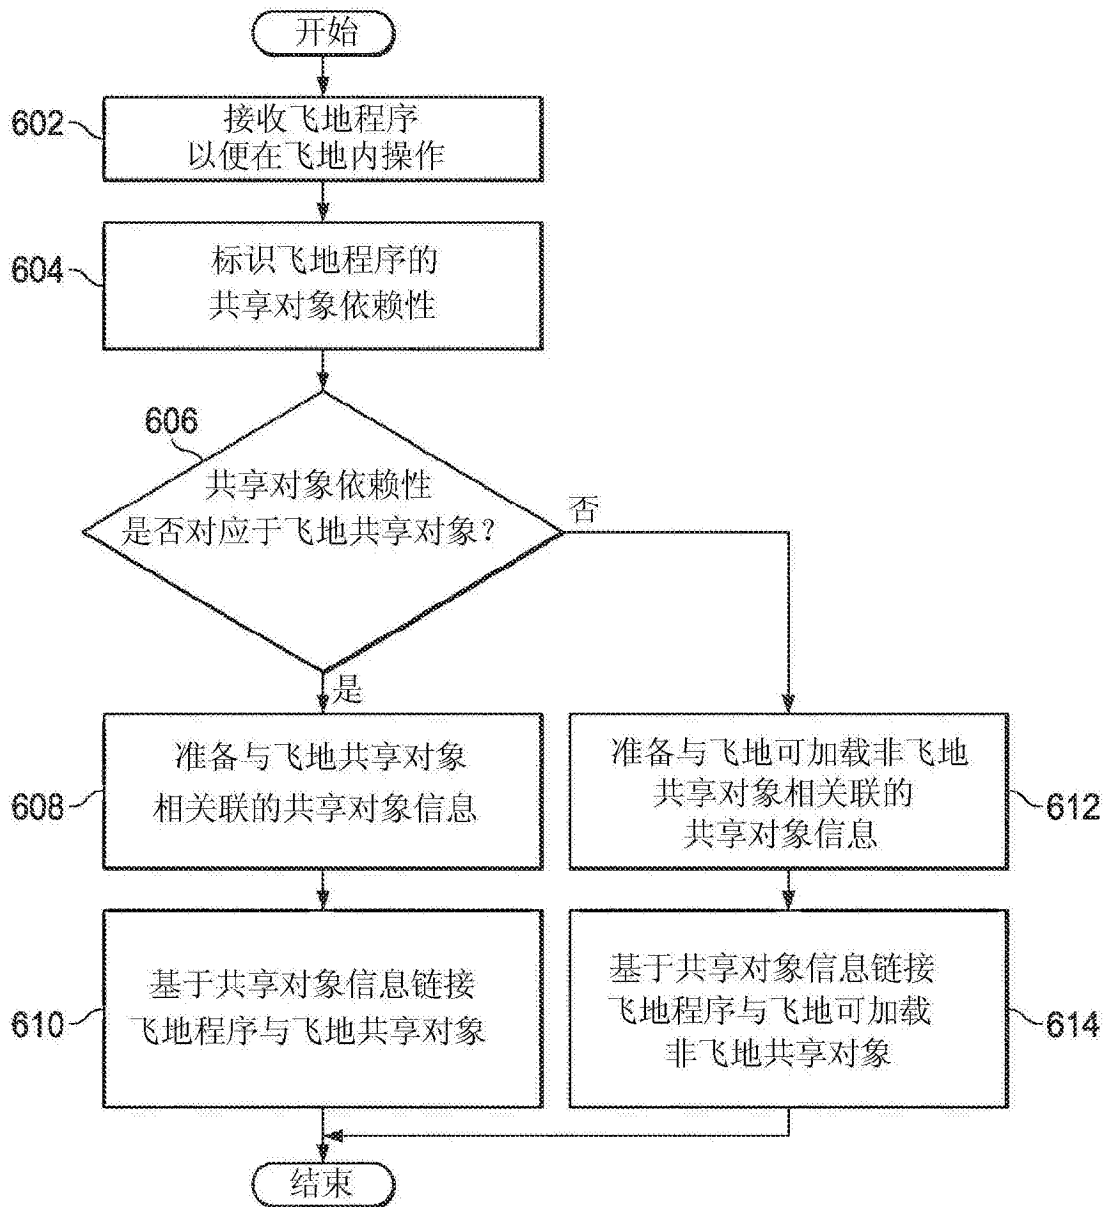 开始
602
接收飞地程序
以便在飞地内操作
604
标识飞地程序的
共享对象依赖性
606
共享对象依赖性
是否对应于飞地共享对象?
否
是
608
准备与飞地共享对象
相关联的共享对象信息
准备与飞地可加载非飞地
共享对象相关联的
共享对象信息
612
610
基于共享对象信息链接
飞地程序与飞地共享对象
基于共享对象信息链接
飞地程序与飞地可加载
非飞地共享对象
614
结束